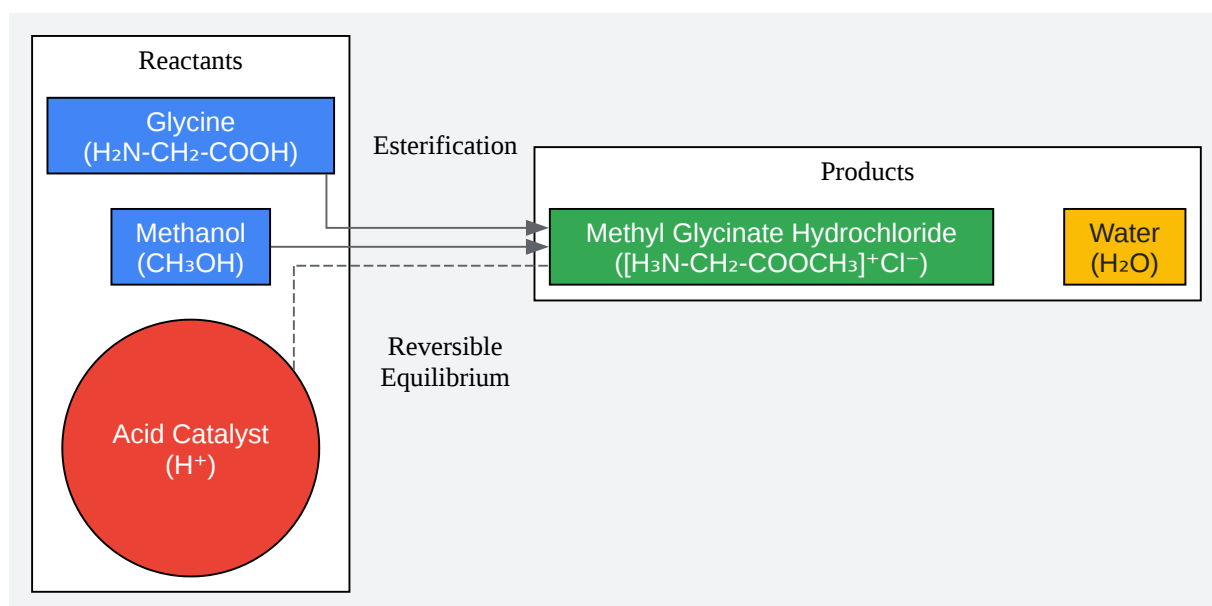 Reactants
Glycine
(H₂N-CH₂-COOH)
Methanol
(CH₃OH)
Acid Catalyst
(H⁺)
Esterification
Reversible
Equilibrium
Products
Methyl Glycinate Hydrochloride
([H₃N-CH₂-COOCH₃]⁺Cl⁻)
Water
(H₂O)